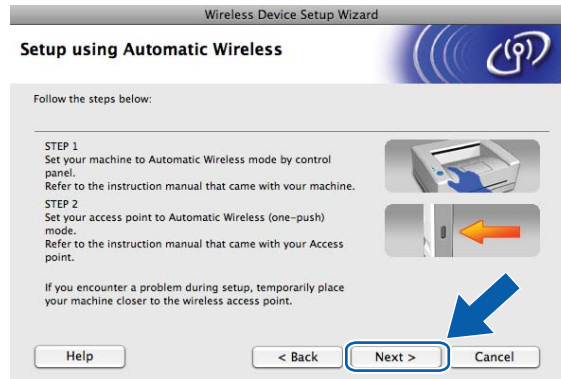 Wireless Device Setup Wizard
Setup using Automatic Wireless
Follow the steps below:
STEP 1
Set your machine to Automatic Wireless mode by control
panel.
Refer to the instruction manual that came with your machine.
STEP 2
Set your access point to Automatic Wireless (one-push)
mode.
Refer to the instruction manual that came with your Access
point.
If you encounter a problem during setup, temporarily place
your machine closer to the wireless access point.
Help
< Back
Next >
Cancel